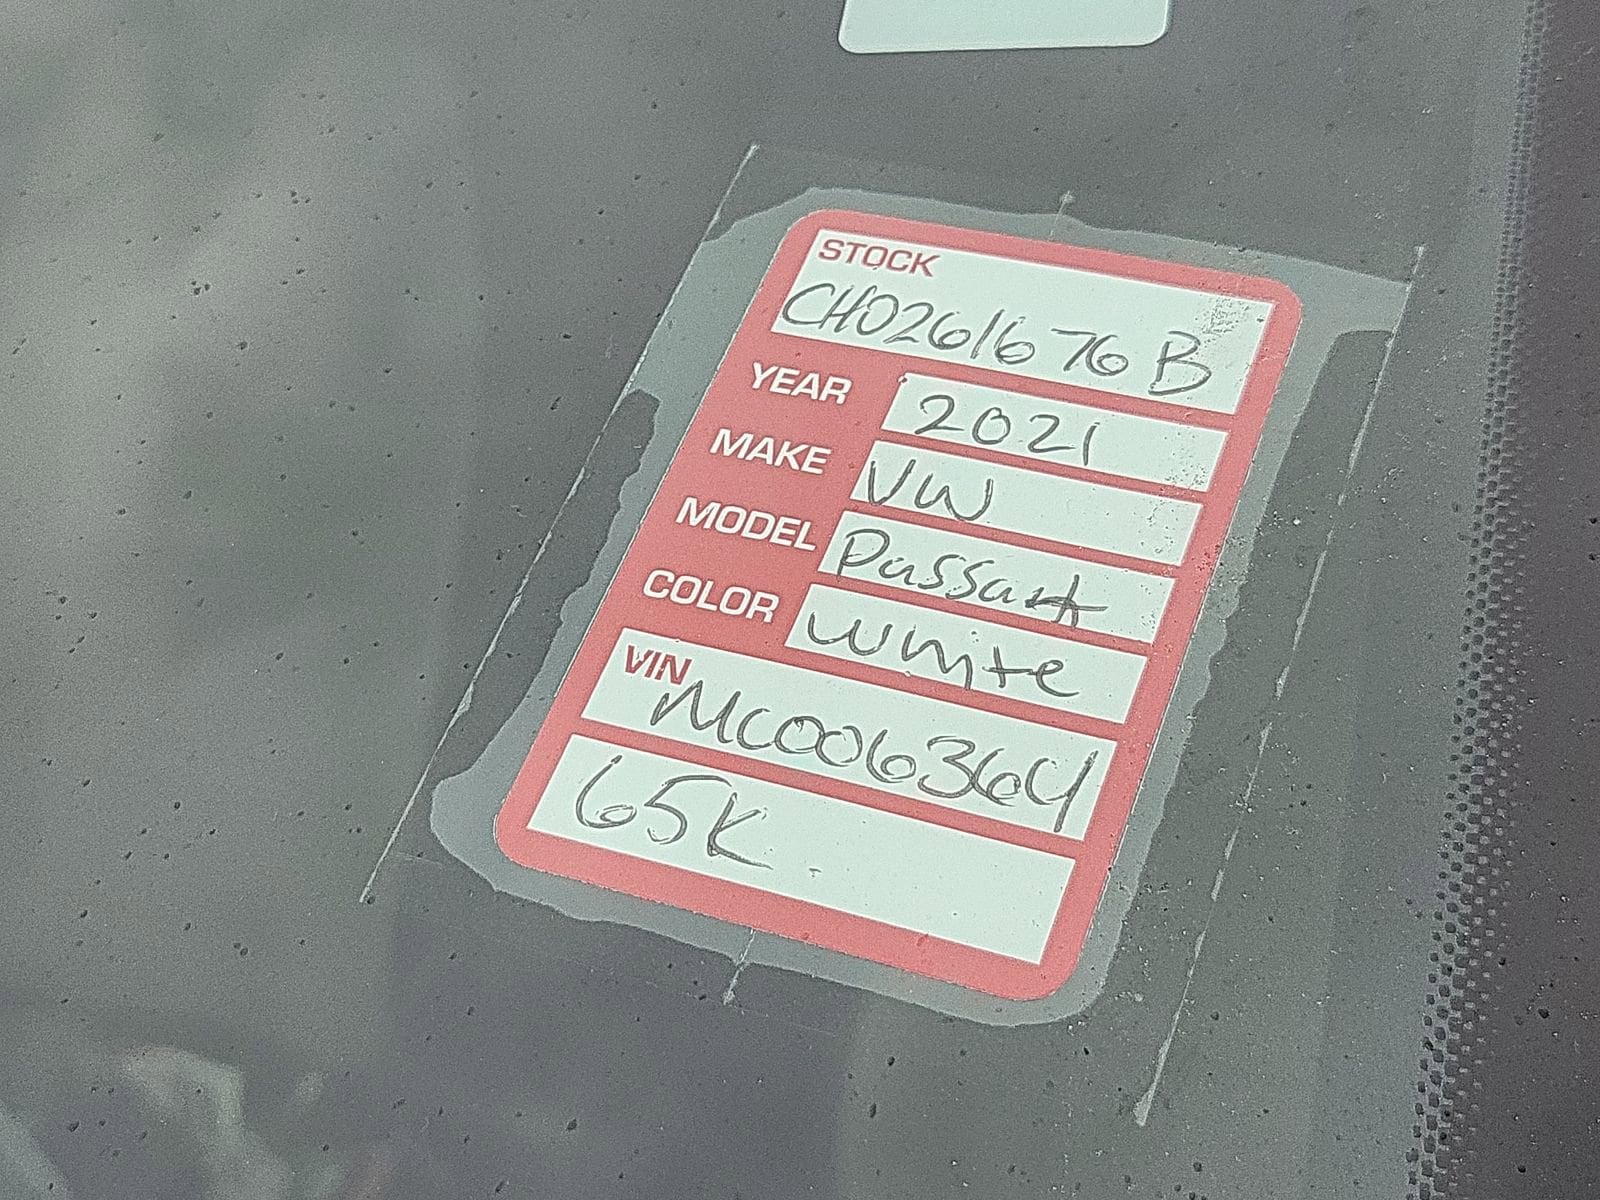 STOCK
CH0261676B
YEAR 2021
MAKE VW
MODEL Passat
COLOR White
VIN
MC006364
65K.